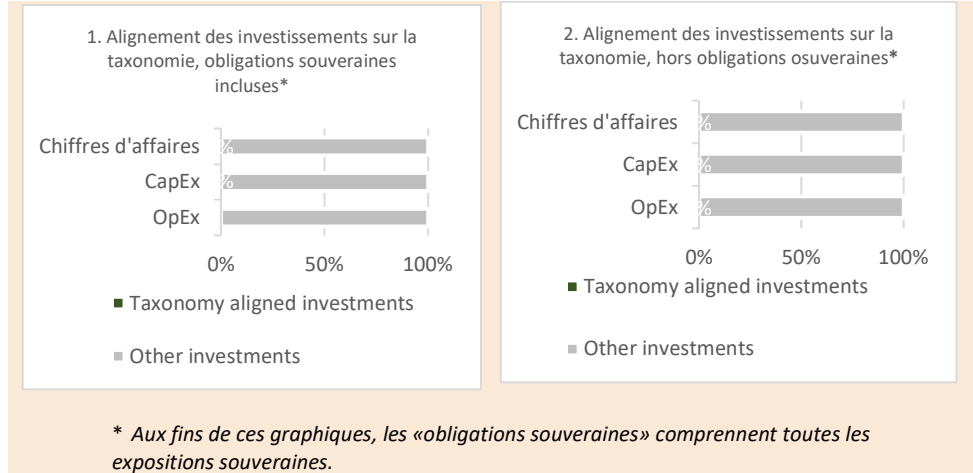 1. Alignement des investissements sur la
taxonomie, obligations souveraines
incluses*
Chiffres d'affaires
%
CapEx
%
OpEx
0% 50% 100%
Taxonomy aligned investments
Other investments
2. Alignement des investissements sur la
taxonomie, hors obligations osuveraines*
Chiffres d'affaires
%
CapEx
%
OpEx
%
0% 50% 100%
Taxonomy aligned investments
Other investments
* Aux fins de ces graphiques, les «obligations souveraines» comprennent toutes les
expositions souveraines.